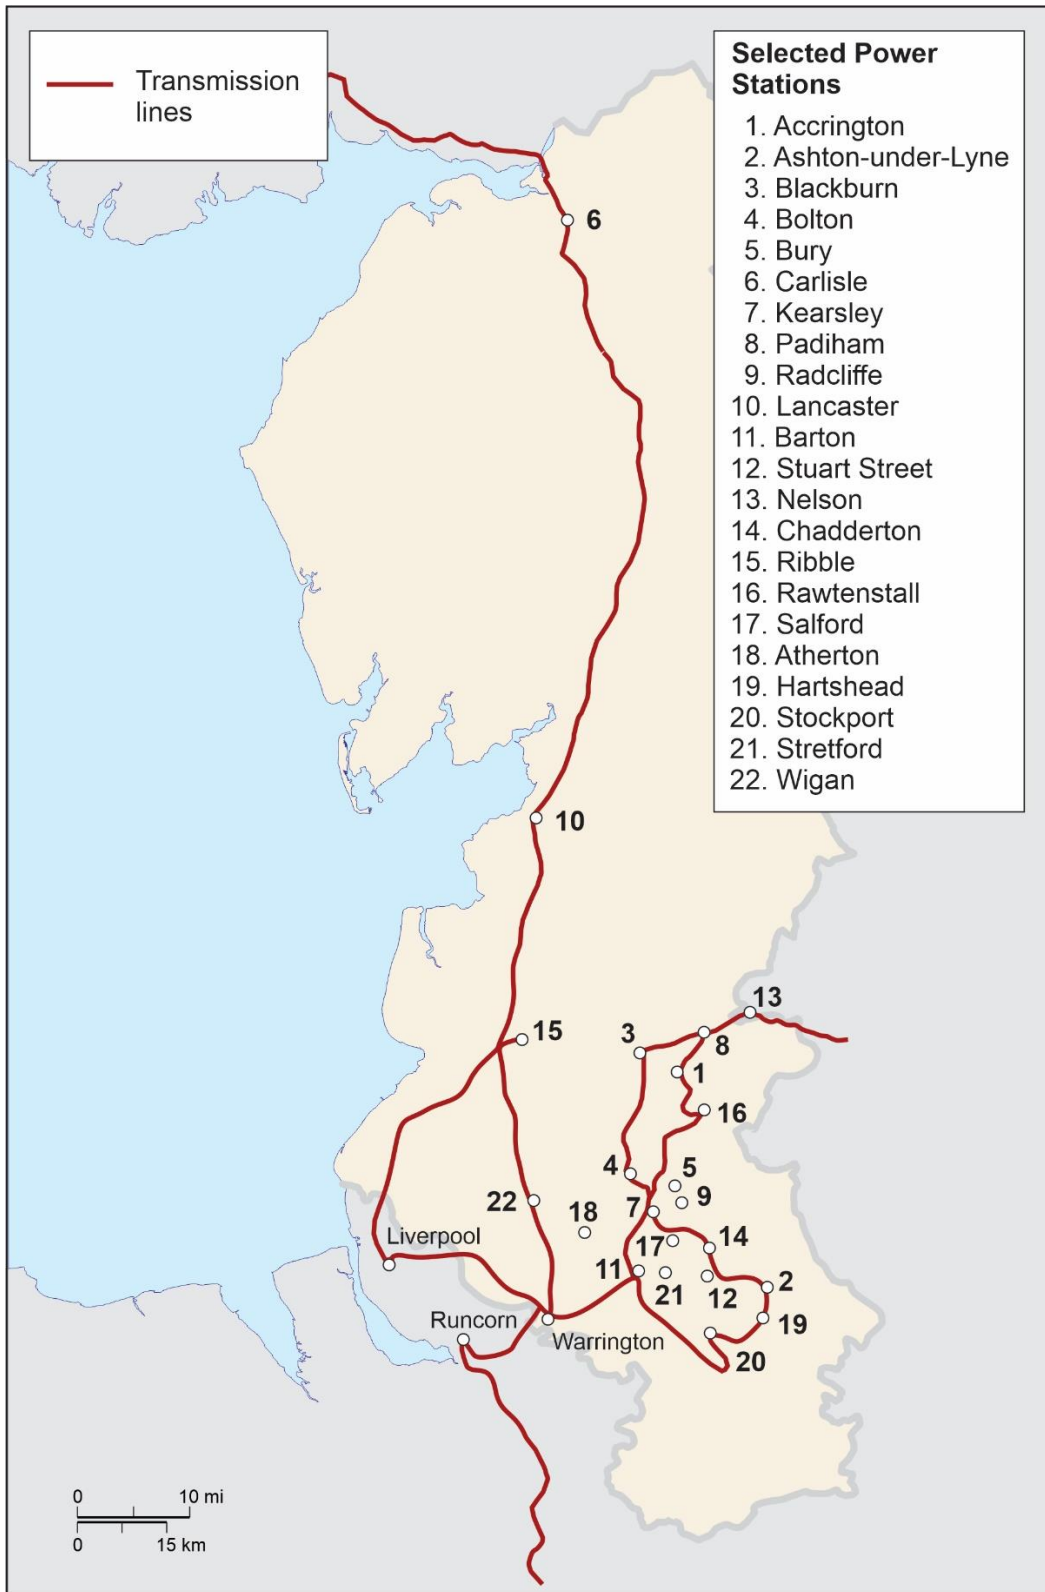 Transmission
lines
Selected Power
Stations
1. Accrington
2. Ashton-under-Lyne
3. Blackburn
4. Bolton
5. Bury
6. Carlisle
7. Kearsley
8. Padiham
9. Radcliffe
10. Lancaster
11. Barton
12. Stuart Street
13. Nelson
14. Chadderton
15. Ribble
16. Rawtenstall
17. Salford
18. Atherton
19. Hartshead
20. Stockport
21. Stretford
22. Wigan
6
10
13
15
3
8
1
16
4
5
9
22
7
18
17
14
Liverpool
11
21
12
2
Runcorn
Warrington
19
20
0 10 mi
0 15 km